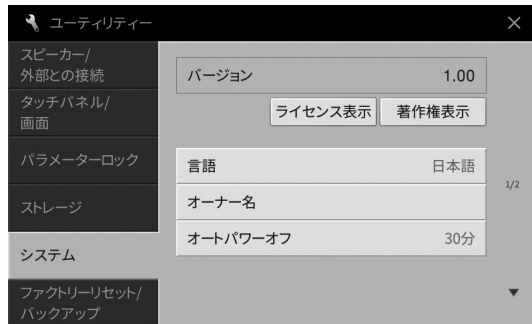 ユーティリティー
×
スピーカー/
外部との接続
タッチパネル/
画面
パラメーターロック
ストレージ
システム
ファクトリーリセット/
バックアップ
バージョン 1.00
ライセンス表示 著作権表示
言語 日本語
オーナー名
オートパワーオフ 30分
1/2
▼